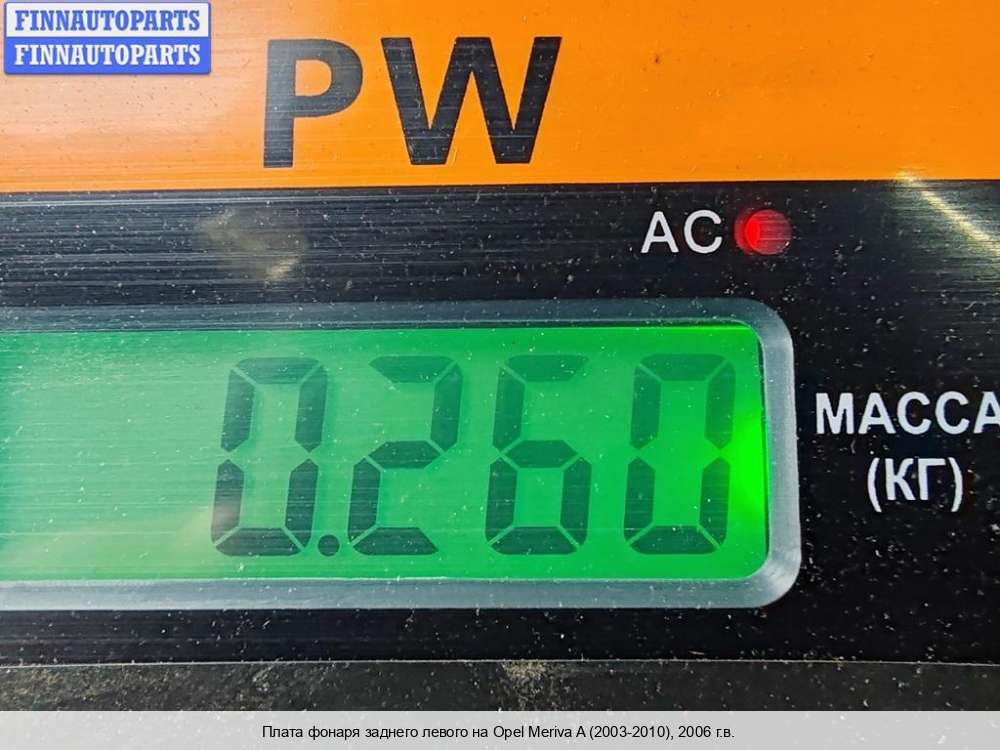 FINNAUTOPARTS
FINNAUTOPARTS
PW
AC
0.260
МАССА
(КГ)
Плата фонаря заднего левого на Opel Meriva A (2003-2010), 2006 г.в.